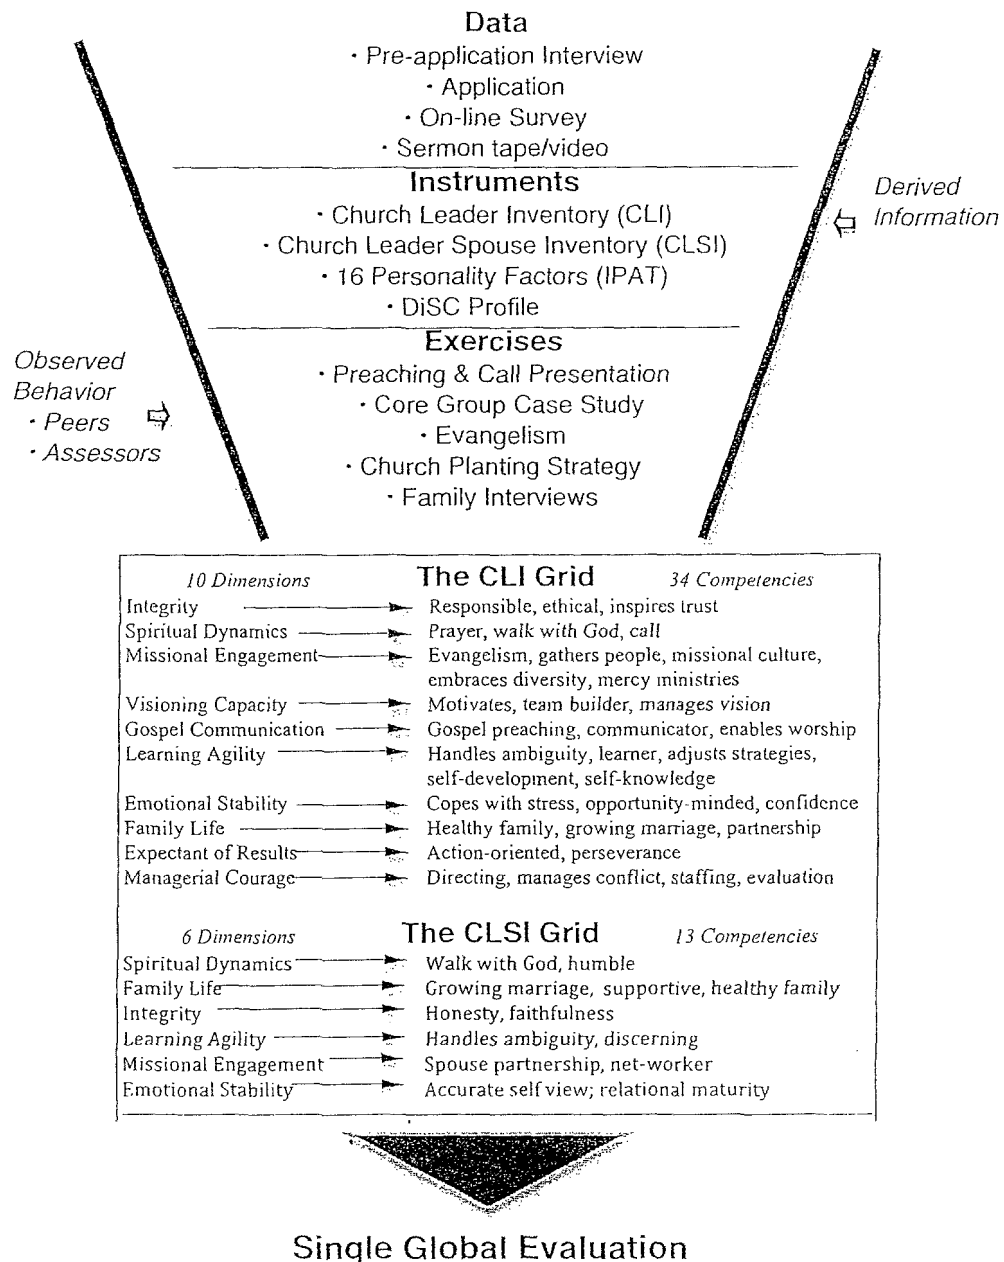 Data
· Pre-application Interview
· Application
· On-line Survey
· Sermon tape/video
Instruments
· Church Leader Inventory (CLI)
· Church Leader Spouse Inventory (CLSI)
· 16 Personality Factors (IPAT)
· DiSC Profile
Derived
Information
Exercises
· Preaching & Call Presentation
· Core Group Case Study
· Evangelism
· Church Planting Strategy
· Family Interviews
Observed
Behavior
· Peers
· Assessors
10 Dimensions The CLI Grid 34 Competencies
Integrity Responsible, ethical, inspires trust
Spiritual Dynamics Prayer, walk with God, call
Missional Engagement Evangelism, gathers people, missional culture,
embraces diversity, mercy ministries
Visioning Capacity Motivates, team builder, manages vision
Gospel Communication Gospel preaching, communicator, enables worship
Learning Agility Handles ambiguity, learner, adjusts strategies,
self-development, self-knowledge
Emotional Stability Copes with stress, opportunity-minded, confidence
Family Life Healthy family, growing marriage, partnership
Expectant of Results Action-oriented, perseverance
Managerial Courage Directing, manages conflict, staffing, evaluation
6 Dimensions The CLSI Grid 13 Competencies
Spiritual Dynamics Walk with God, humble
Family Life Growing marriage, supportive, healthy family
Integrity Honesty, faithfulness
Learning Agility Handles ambiguity, discerning
Missional Engagement Spouse partnership, net-worker
Emotional Stability Accurate self view; relational maturity
Single Global Evaluation